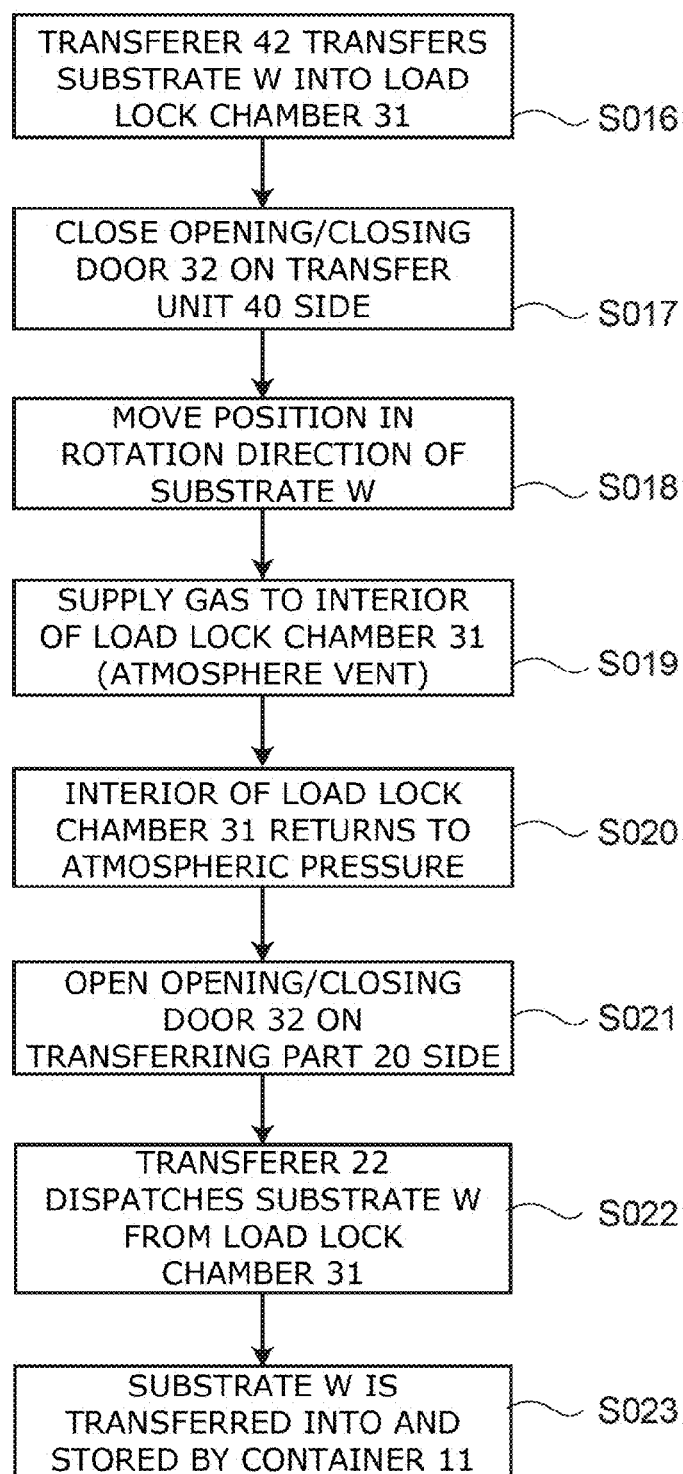 TRANSFERER 42 TRANSFERS
SUBSTRATE W INTO LOAD
LOCK CHAMBER 31
S016
CLOSE OPENING/CLOSING
DOOR 32 ON TRANSFER
UNIT 40 SIDE
S017
MOVE POSITION IN
ROTATION DIRECTION OF
SUBSTRATE W
S018
SUPPLY GAS TO INTERIOR
OF LOAD LOCK CHAMBER 31
(ATMOSPHERE VENT)
S019
INTERIOR OF LOAD LOCK
CHAMBER 31 RETURNS TO
ATMOSPHERIC PRESSURE
S020
OPEN OPENING/CLOSING
DOOR 32 ON
TRANSFERRING PART 20 SIDE
S021
TRANSFERER 22
DISPATCHES SUBSTRATE W
FROM LOAD LOCK
CHAMBER 31
S022
SUBSTRATE W IS
TRANSFERRED INTO AND
STORED BY CONTAINER 11
S023